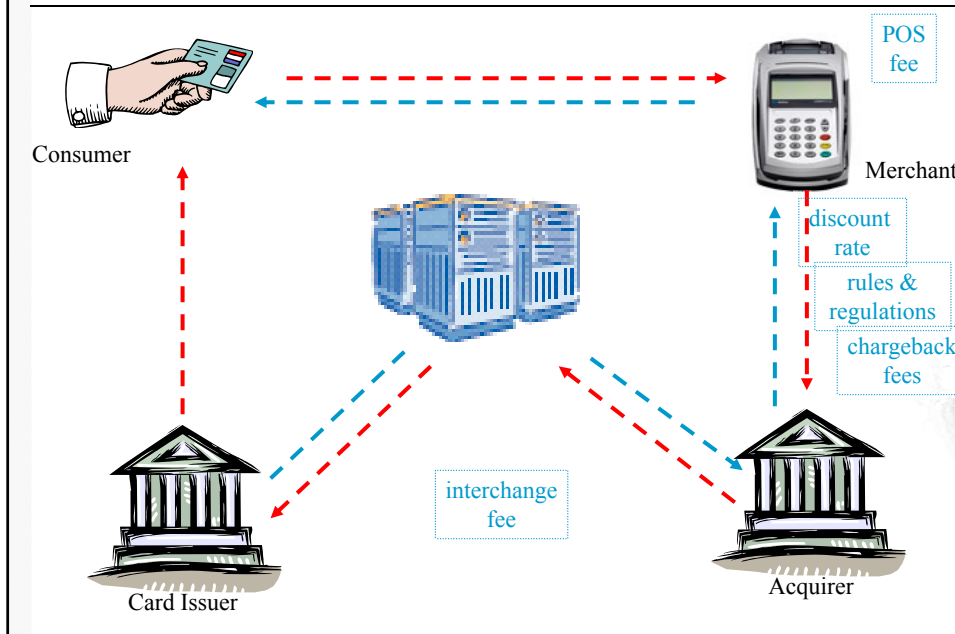 POS
fee
Consumer
Merchant
discount
rate
rules &
regulations
chargeback
fees
interchange
fee
Card Issuer
Acquirer